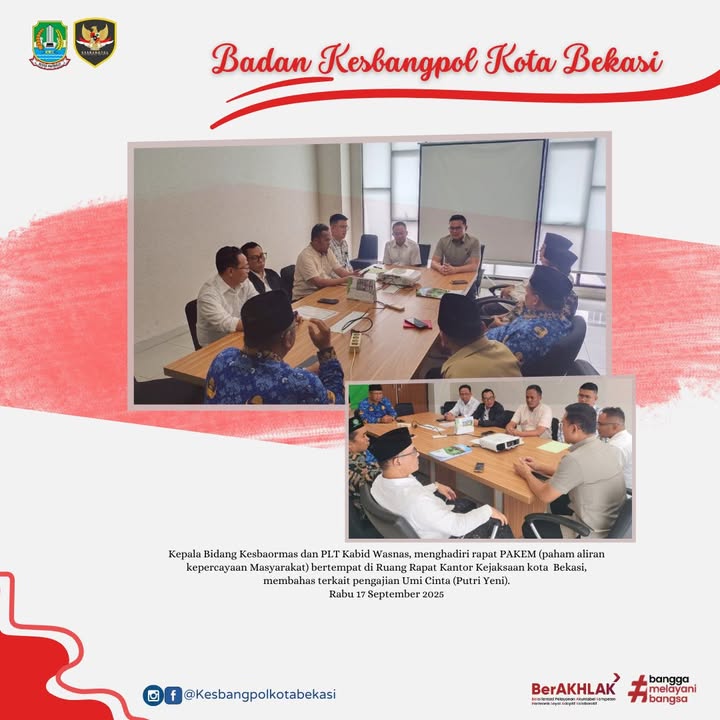 Badan Kesbangpol Kota Bekasi
Kepala Bidang Kesbaormas dan PLT Kabid Wasnas, menghadiri rapat PAKEM (paham aliran
kepercayaan Masyarakat) bertempat di Ruang Rapat Kantor Kejaksaan kota Bekasi,
membahas terkait pengajian Umi Cinta (Putri Yeni).
Rabu 17 September 2025
@Kesbangpolkotabekasi
BerAKHLAK
#bangga
melayani
bangsa